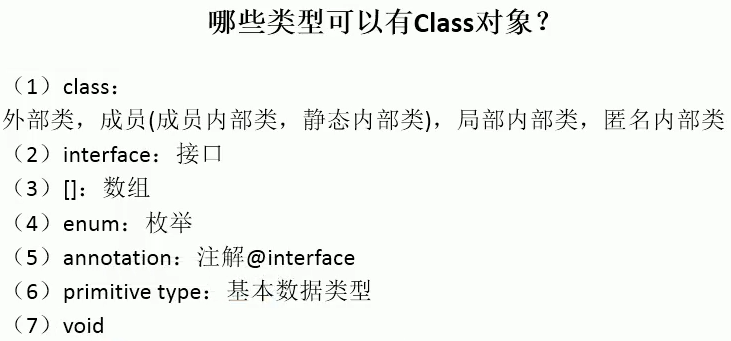 哪些类型可以有Class对象？
（1）class：
外部类，成员(成员内部类，静态内部类)，局部内部类，匿名内部类
（2）interface：接口
（3）[]：数组
（4）enum：枚举
（5）annotation：注解@interface
（6）primitive type：基本数据类型
（7）void